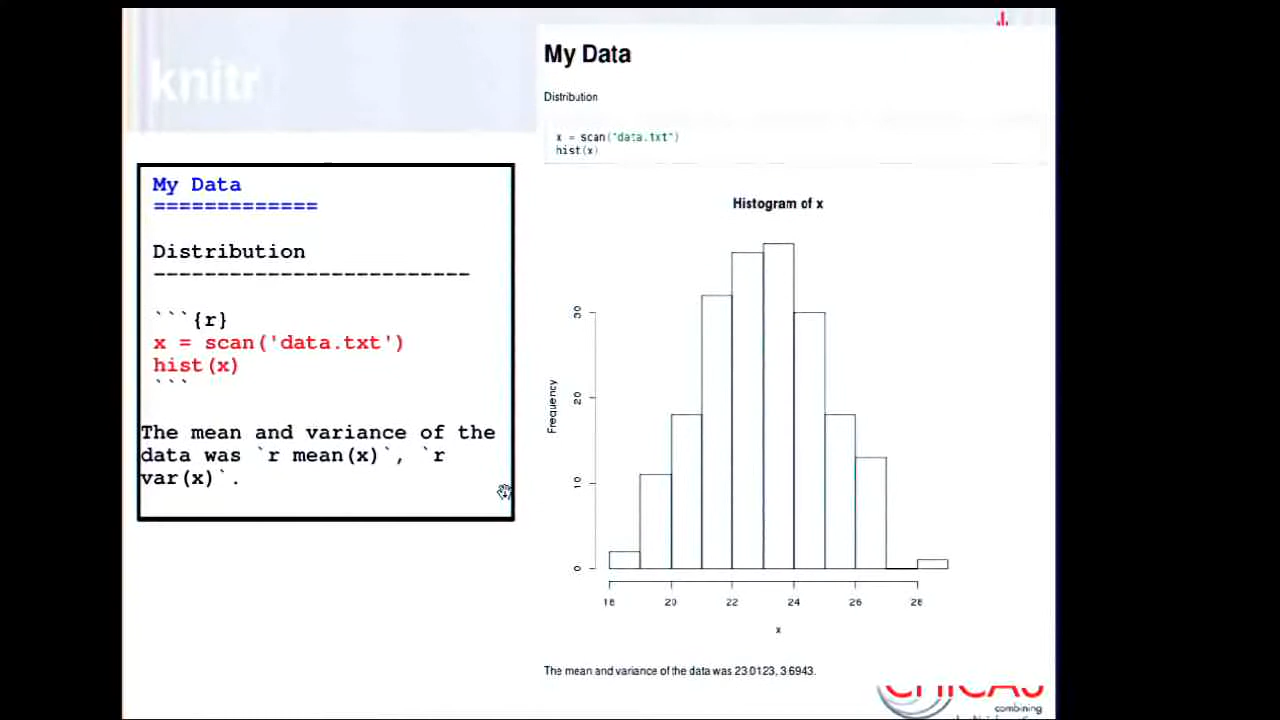 knitr
My Data
=============
Distribution
-------------------------
```{r}
x = scan('data.txt')
hist(x)
```
The mean and variance of the
data was `r mean(x)`, `r
var(x)`.
My Data
Distribution
x = scan("data.txt")
hist(x)
Histogram of x
Frequency
30
20
10
0
18 20 22 24 26 28
x
The mean and variance of the data was 23.0123, 3.6943.
CHICAS
combining